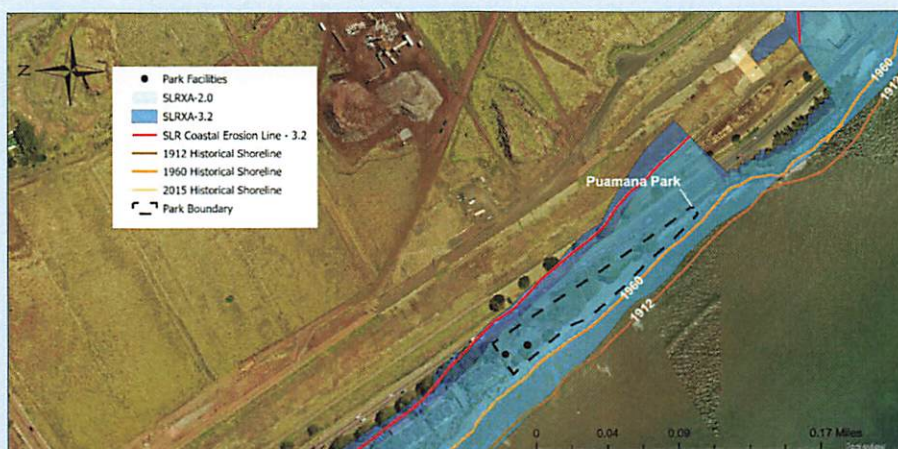 N
Park Facilities
SLRXA-2.0
SLRXA-3.2
SLR Coastal Erosion Line - 3.2
1912 Historical Shoreline
1960 Historical Shoreline
2015 Historical Shoreline
Park Boundary
1960
1912
Puamana Park
1960
1912
0 0.04 0.09 0.17 Miles